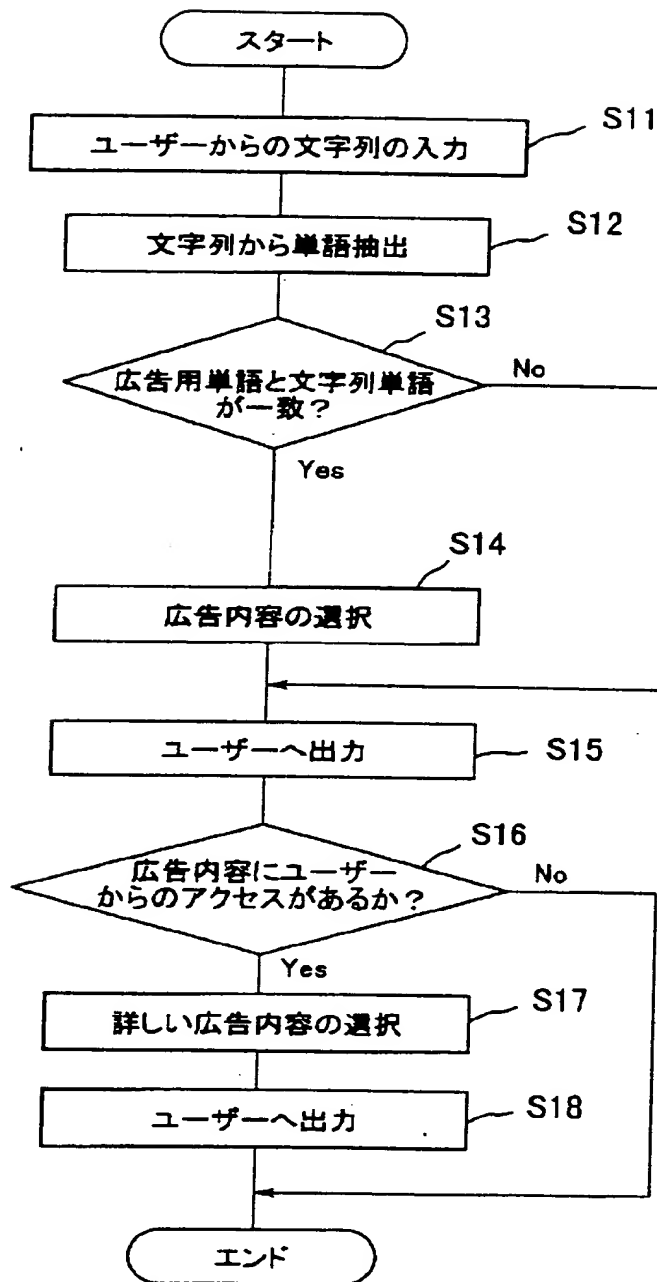 スタート
S11
ユーザーからの文字列の入力
S12
文字列から単語抽出
S13
広告用単語と文字列単語
が一致?
No
Yes
S14
広告内容の選択
ユーザーへ出力
S15
S16
広告内容にユーザー
からのアクセスがあるか?
No
Yes
S17
詳しい広告内容の選択
ユーザーへ出力
S18
エンド